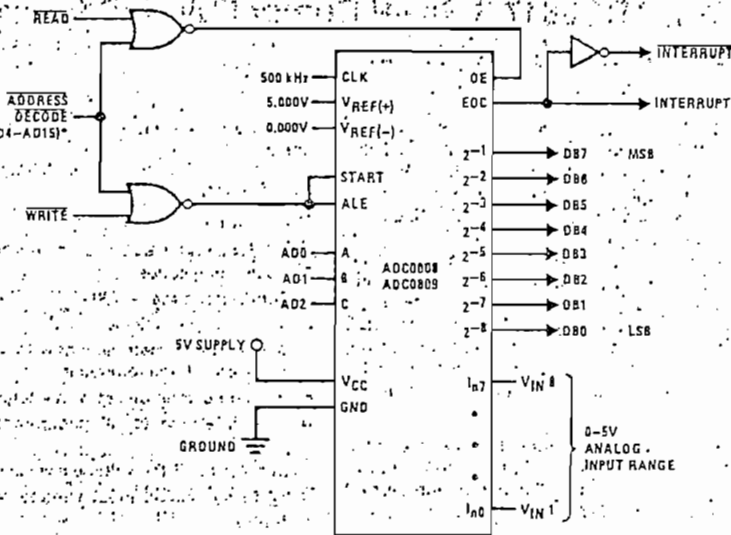 READ
ADDRESS
DECODE
04-AD15)*
WRITE
500 kHz
5.000V
0.000V
AD0
AD1
AD2
5V SUPPLY
GROUND
CLK
VREF(+)
VREF(-)
START
ALE
A
B
C
ADC0808
ADC0809
VCC
GND
OE
EOC
2-1
2-2
2-3
2-4
2-5
2-6
2-7
2-8
In7
In0
INTERRUPT
INTERRUPT
DB7 MSB
DB6
DB5
DB4
DB3
DB2
DB1
DB0 LSB
VIN 8
VIN 1
0-5V
ANALOG
INPUT RANGE